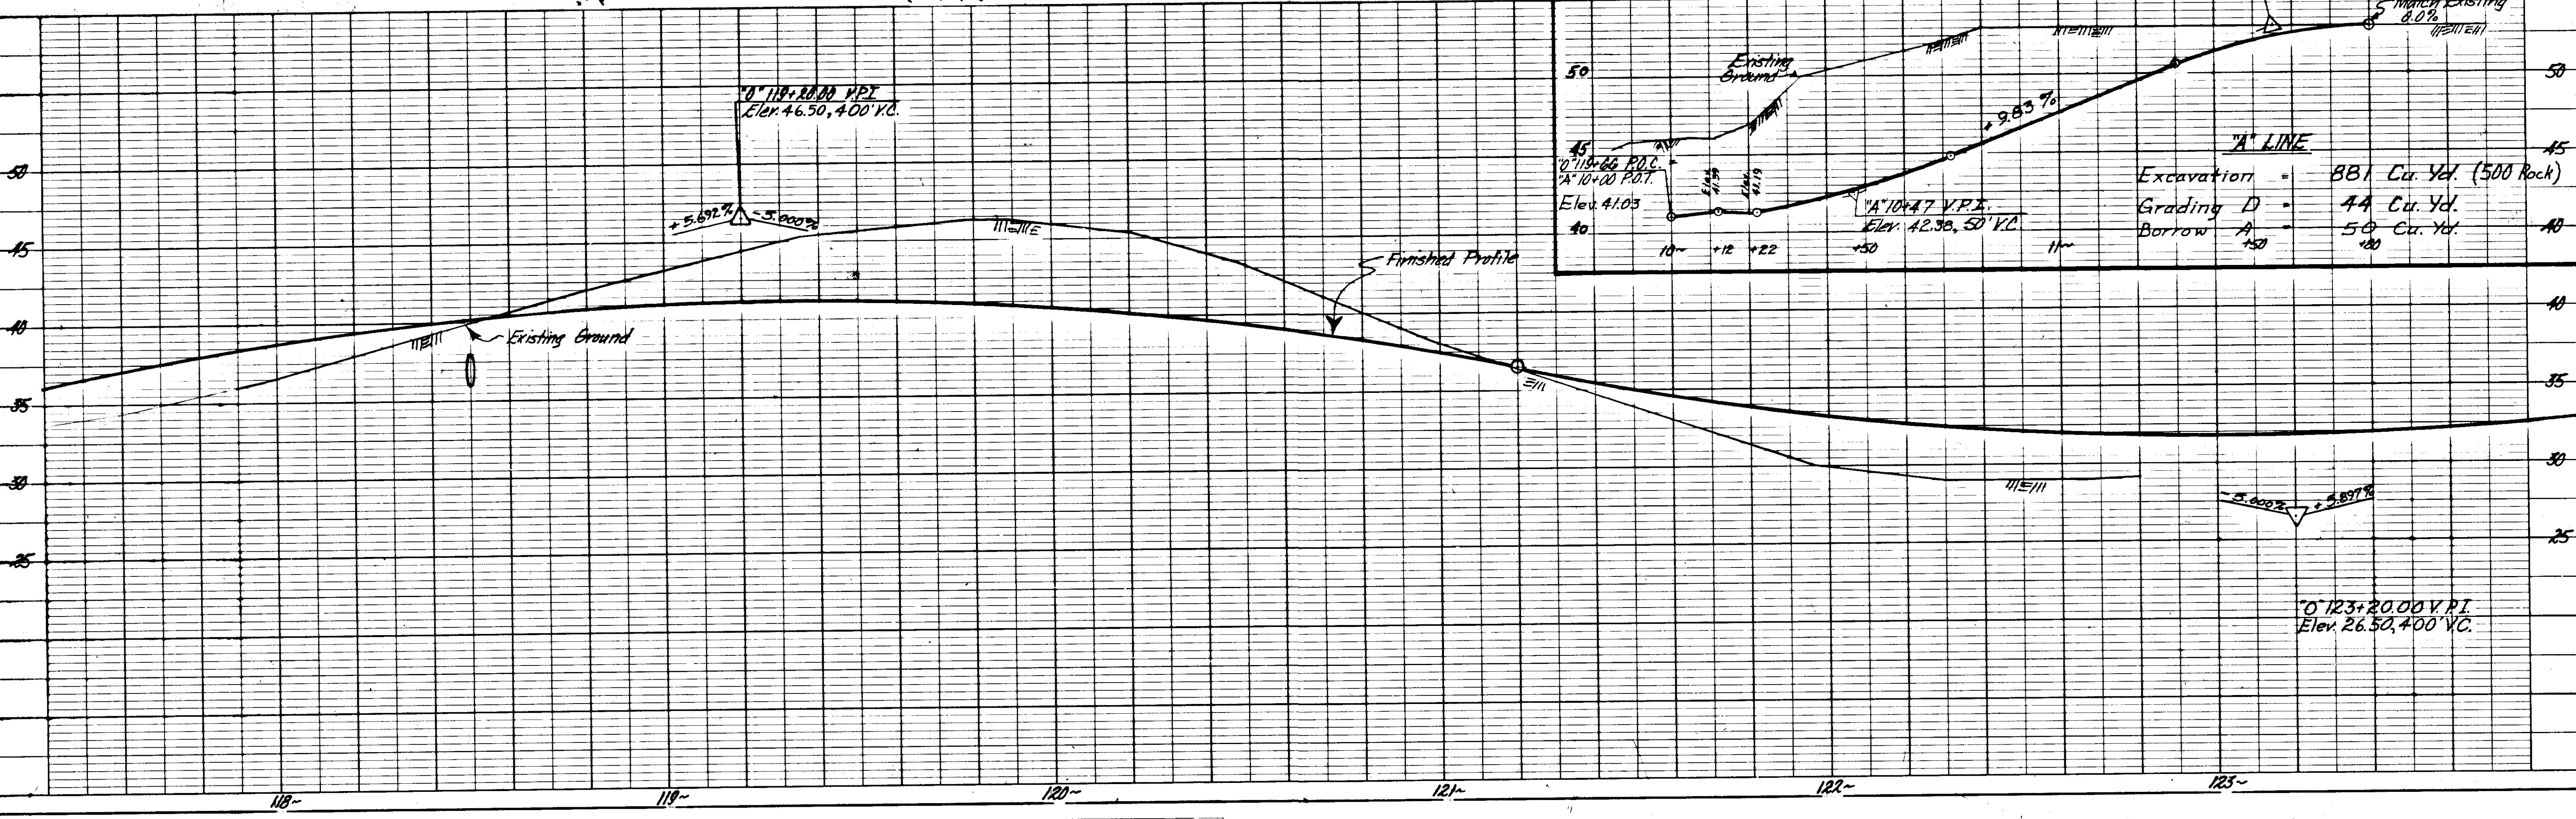 Match Existing
8.0%
50
Existing
Ground
50
"O" 119+20.00 V.P.I.
Elev. 46.50, 400' V.C.
+9.83%
45
"A" LINE
45
50
"O" 119+66 P.O.C. =
"A" 10+00 P.O.T.
Elev. 41.03
Elev. 41.39
Elev. 41.19
Excavation = 881 Cu. Yd. (500 Rock)
Grading D = 44 Cu. Yd.
Borrow A = 50 Cu. Yd.
"A" 10+47 V.P.I.
Elev. 42.38, 50' V.C.
+5.692% -5.000%
40
40
10~ +12 +22 +50 11~ +50 +80
45
Finished Profile
40
40
Existing Ground
35
35
30
30
-5.000% +5.897%
25
25
"O" 123+20.00 V.P.I.
Elev. 26.50, 400' V.C.
118~ 119~ 120~ 121~ 122~ 123~